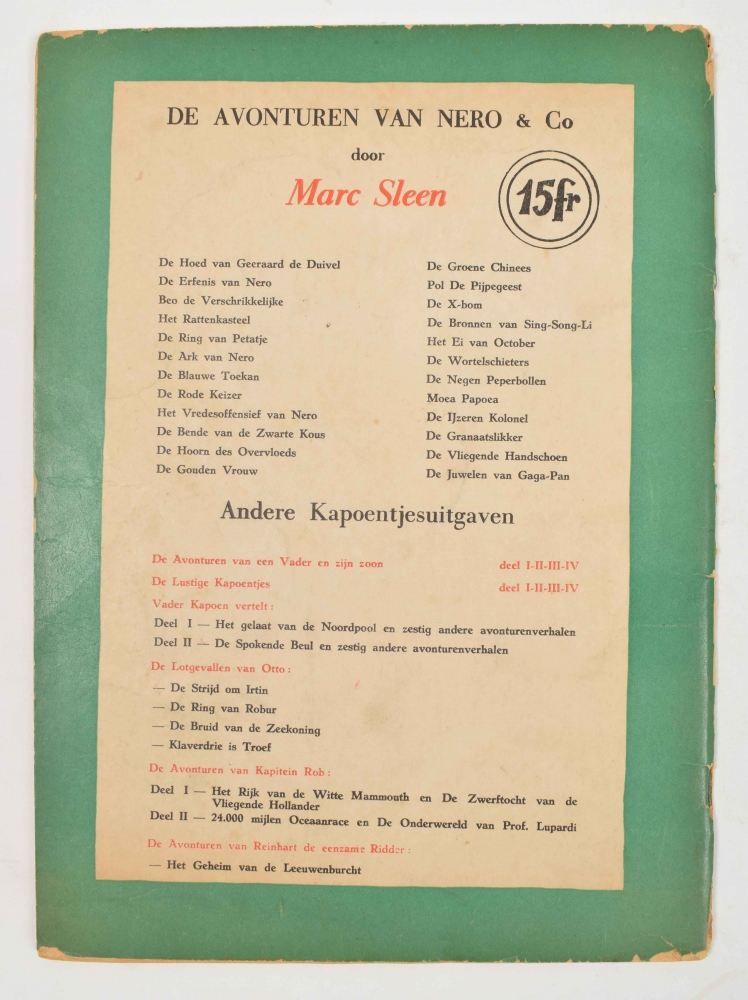 DE AVONTUREN VAN NERO & Co
door
Marc Sleen
15fr
De Hoed van Geeraard de Duivel
De Erfenis van Nero
Beo de Verschrikkelijke
Het Rattenkasteel
De Ring van Petatje
De Ark van Nero
De Blauwe Toekan
De Rode Keizer
Het Vredesoffensief van Nero
De Bende van de Zwarte Kous
De Hoorn des Overvloeds
De Gouden Vrouw
De Groene Chinees
Pol De Pijpegeest
De X-bom
De Bronnen van Sing-Song-Li
Het Ei van October
De Wortelschieters
De Negen Peperbollen
Moea Papoea
De IJzeren Kolonel
De Granaatslikker
De Vliegende Handschoen
De Juwelen van Gaga-Pan
Andere Kapoentjesuitgaven
De Avonturen van een Vader en zijn zoon deel I-II-III-IV
De Lustige Kapoentjes deel I-II-III-IV
Vader Kapoen vertelt :
Deel I — Het gelaat van de Noordpool en zestig andere avonturenverhalen
Deel II — De Spokende Beul en zestig andere avonturenverhalen
De Lotgevallen van Otto :
— De Strijd om Irtin
— De Ring van Robur
— De Bruid van de Zeekoning
— Klaverdrie is Troef
De Avonturen van Kapitein Rob :
Deel I — Het Rijk van de Witte Mammouth en De Zwerftocht van de
Vliegende Hollander
Deel II — 24.000 mijlen Oceaanrace en De Onderwereld van Prof. Lupardi
De Avonturen van Reinhart de eenzame Ridder :
— Het Geheim van de Leeuwenburcht